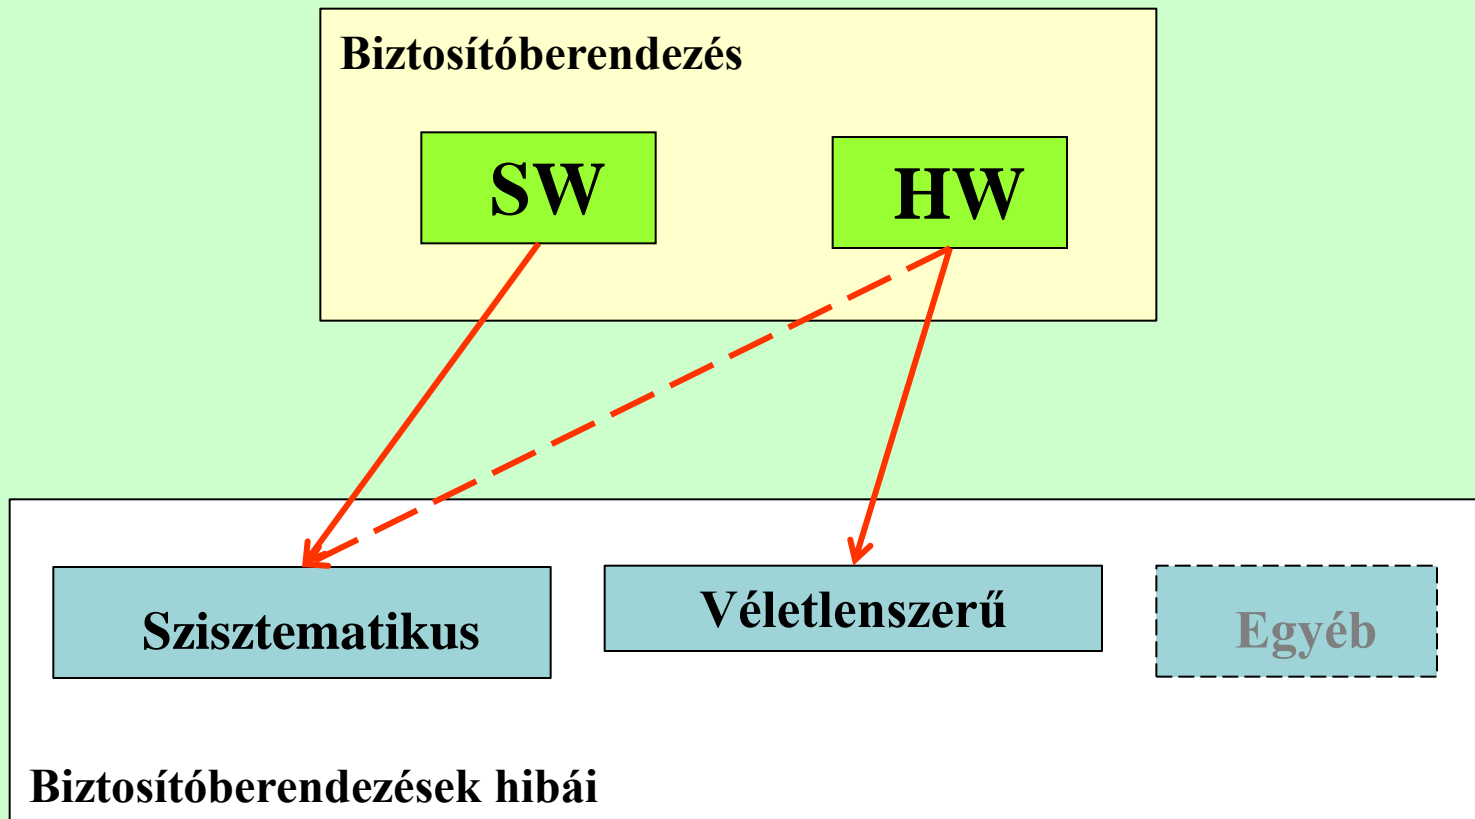 Biztosítóberendezés
SW
HW
Szisztematikus
Véletlenszerű
Egyéb
Biztosítóberendezések hibái